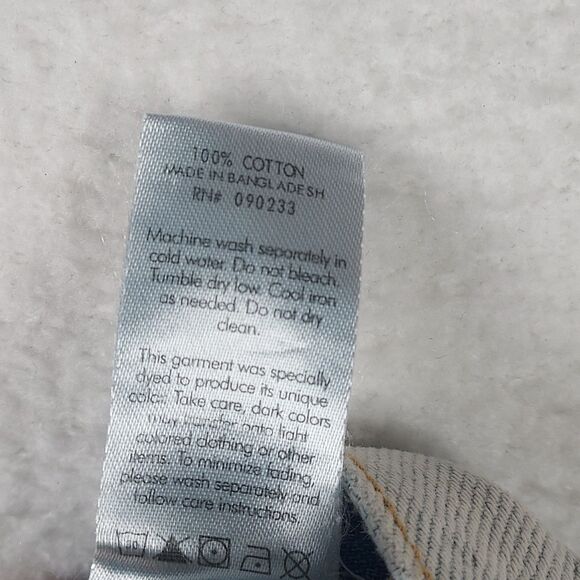 100% COTTON
MADE IN BANGLADESH
RN# 090233
Machine wash separately in
cold water. Do not bleach.
Tumble dry low. Cool iron
as needed. Do not dry
clean.
This garment was specially
dyed to produce its unique
color. Take care, dark colors
may transfer onto light
colored clothing or other
items. To minimize fading,
please wash separately and
follow care instructions.